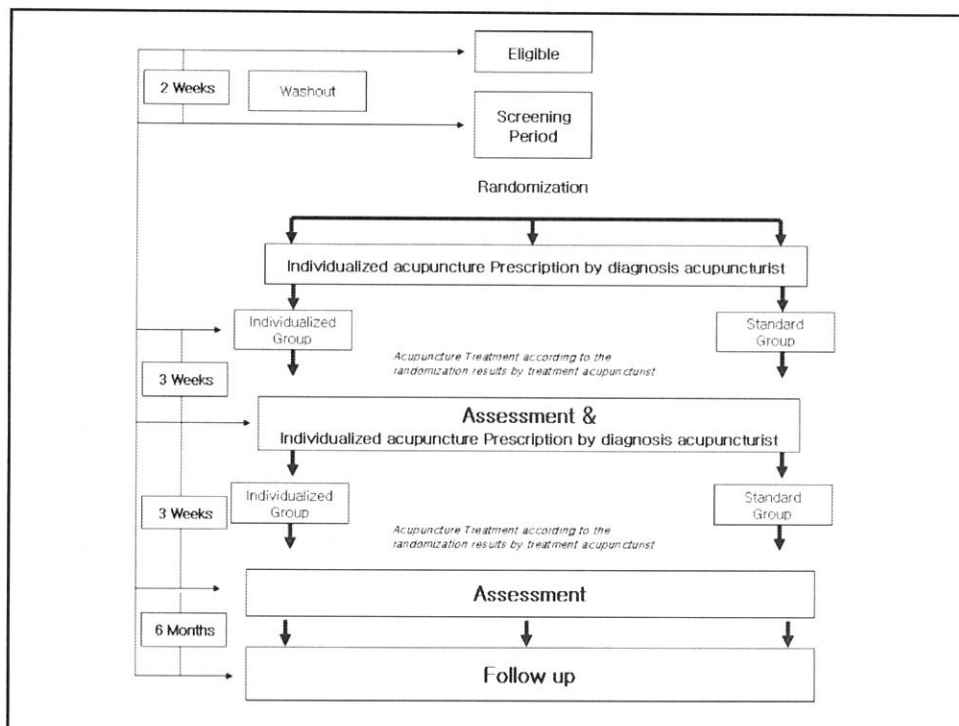 Eligible
2 Weeks
Washout
Screening
Period
Randomization
Individualized acupuncture Prescription by diagnosis acupuncturist
Individualized
Group
Standard
Group
Acupuncture Treatment according to the
randomization results by treatment acupuncturist
3 Weeks
Assessment &
Individualized acupuncture Prescription by diagnosis acupuncturist
Individualized
Group
Standard
Group
3 Weeks
Acupuncture Treatment according to the
randomization results by treatment acupuncturist
Assessment
6 Months
Follow up